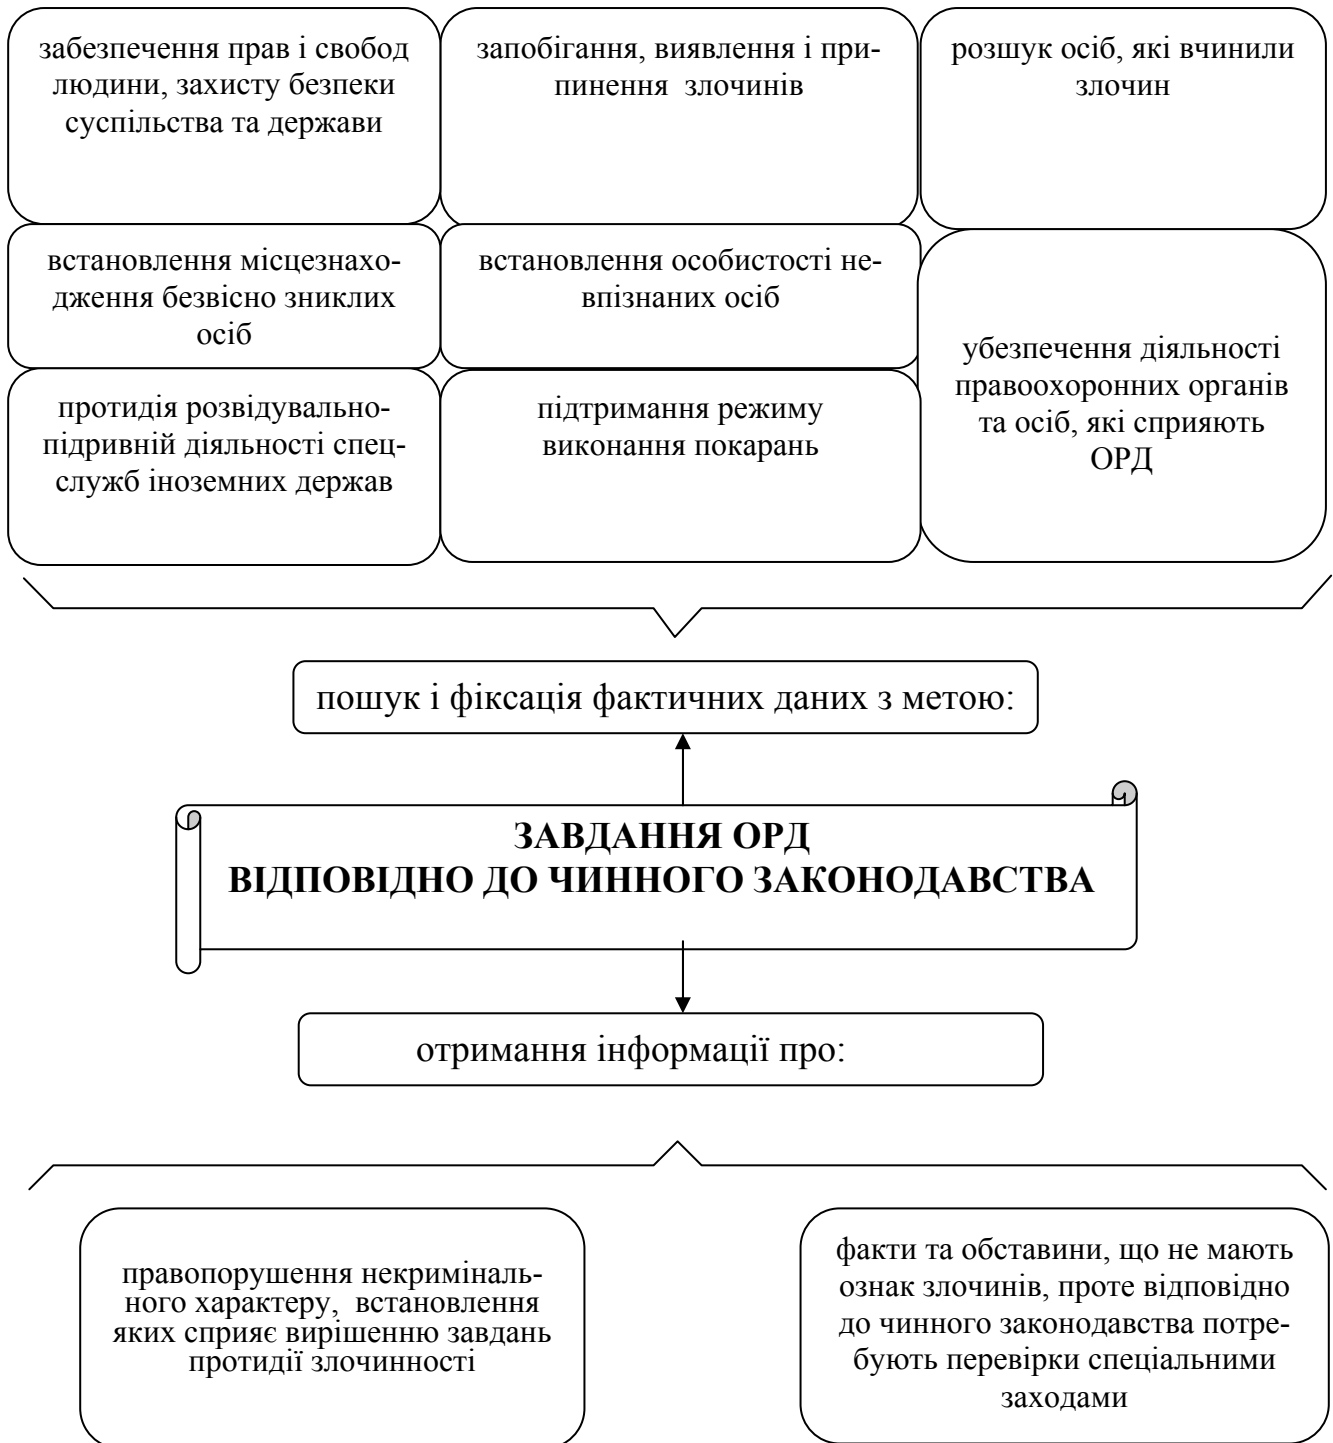 забезпечення прав і свобод
людини, захисту безпеки
суспільства та держави
запобігання, виявлення і при-
пинення злочинів
розшук осіб, які вчинили
злочин
встановлення місцезнахо-
дження безвісно зниклих
осіб
встановлення особистості не-
впізнаних осіб
убезпечення діяльності
правоохоронних органів
та осіб, які сприяють
ОРД
протидія розвідувально-
підривній діяльності спец-
служб іноземних держав
підтримання режиму
виконання покарань
пошук і фіксація фактичних даних з метою:
ЗАВДАННЯ ОРД
ВІДПОВІДНО ДО ЧИННОГО ЗАКОНОДАВСТВА
отримання інформації про:
правопорушення некриміналь-
ного характеру, встановлення
яких сприяє вирішенню завдань
протидії злочинності
факти та обставини, що не мають
ознак злочинів, проте відповідно
до чинного законодавства потре-
бують перевірки спеціальними
заходами